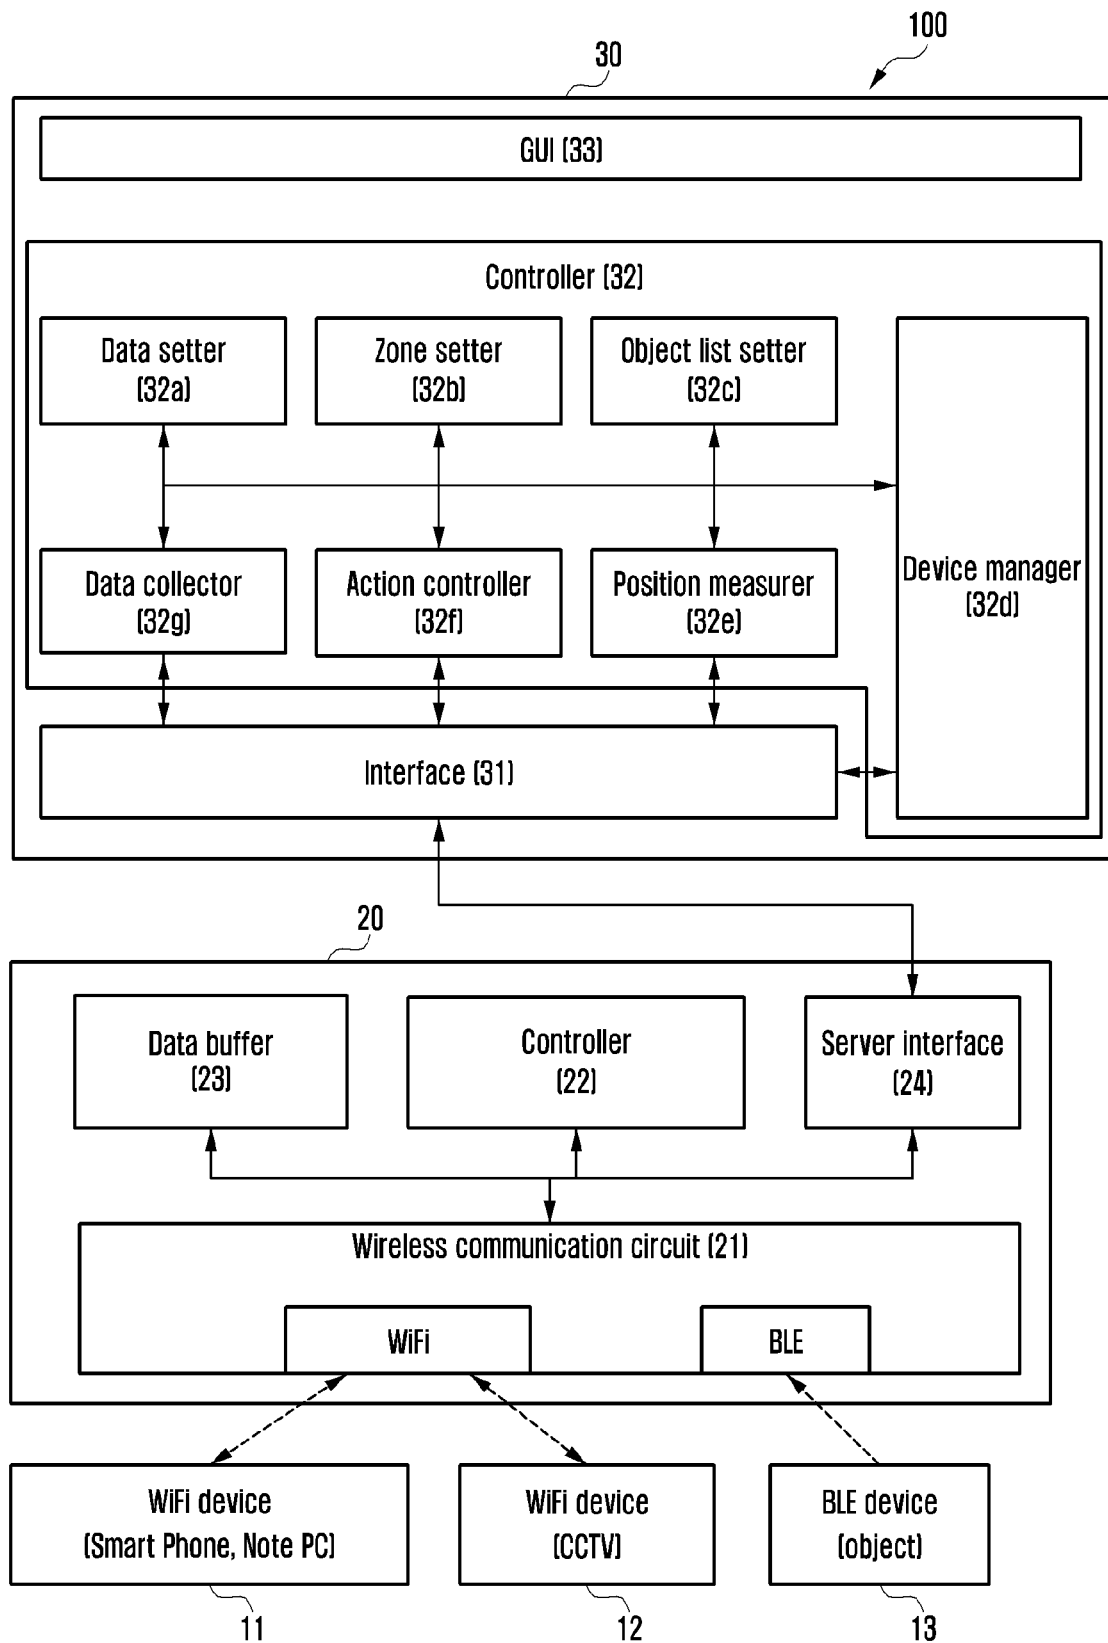 100
30
GUI (33)
Controller (32)
Data setter
(32a)
Zone setter
(32b)
Object list setter
(32c)
Device manager
(32d)
Data collector
(32g)
Action controller
(32f)
Position measurer
(32e)
Interface (31)
20
Data buffer
(23)
Controller
(22)
Server interface
(24)
Wireless communication circuit (21)
WiFi
BLE
WiFi device
(Smart Phone, Note PC)
WiFi device
(CCTV)
BLE device
(object)
11
12
13